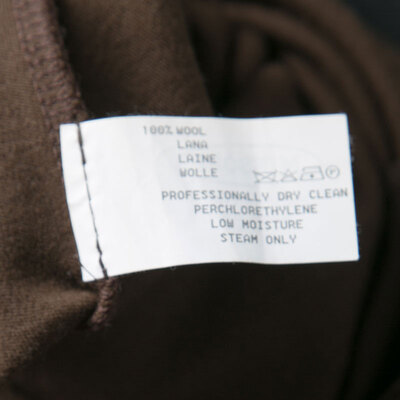 100% WOOL
LANA
LAINE
WOLLE
PROFESSIONALLY DRY CLEAN
PERCHLORETHYLENE
LOW MOISTURE
STEAM ONLY